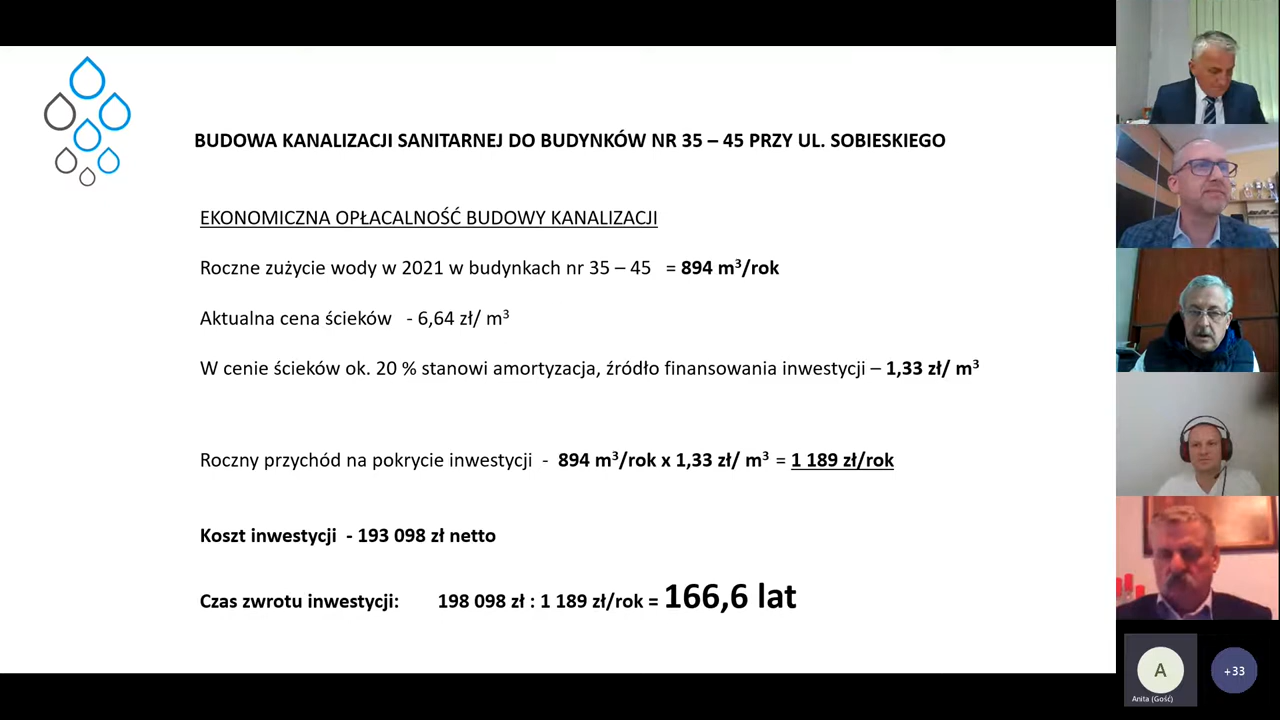 BUDOWA KANALIZACJI SANITARNEJ DO BUDYNKÓW NR 35 – 45 PRZY UL. SOBIESKIEGO
EKONOMICZNA OPŁACALNOŚĆ BUDOWY KANALIZACJI
Roczne zużycie wody w 2021 w budynkach nr 35 – 45 = 894 m³/rok
Aktualna cena ścieków - 6,64 zł/ m³
W cenie ścieków ok. 20 % stanowi amortyzacja, źródło finansowania inwestycji – 1,33 zł/ m³
Roczny przychód na pokrycie inwestycji - 894 m³/rok x 1,33 zł/ m³ = 1 189 zł/rok
Koszt inwestycji - 193 098 zł netto
Czas zwrotu inwestycji: 198 098 zł : 1 189 zł/rok = 166,6 lat
A
Anita (Gość)
+33